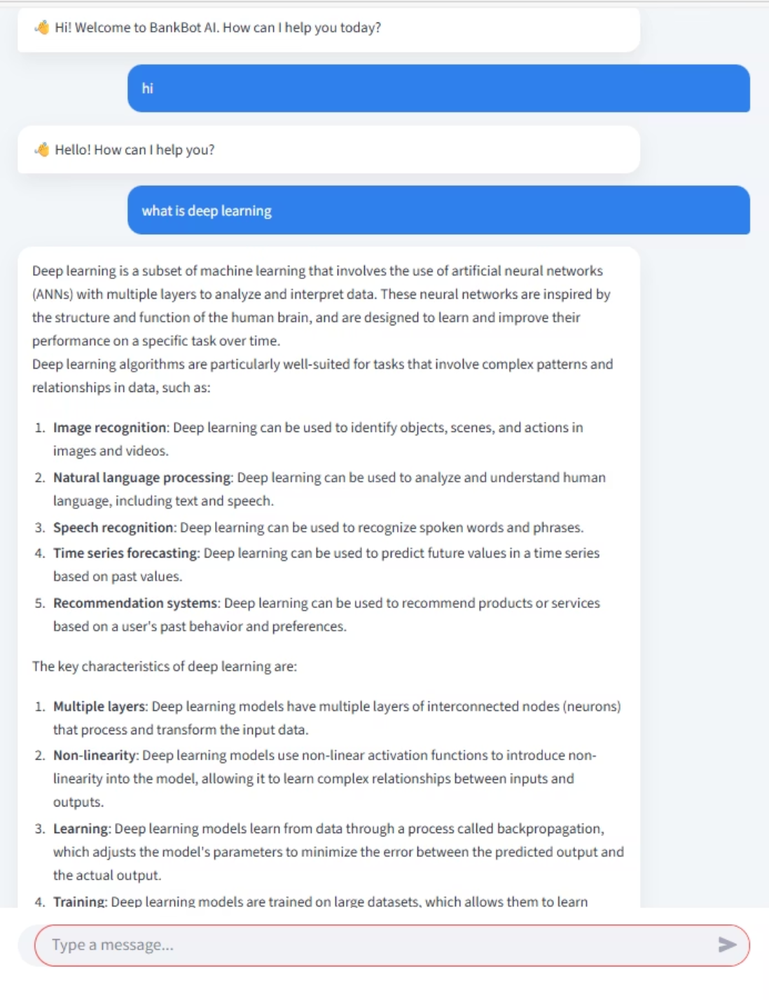 👋 Hi! Welcome to BankBot AI. How can I help you today?
hi
👋 Hello! How can I help you?
what is deep learning
Deep learning is a subset of machine learning that involves the use of artificial neural networks
(ANNs) with multiple layers to analyze and interpret data. These neural networks are inspired by
the structure and function of the human brain, and are designed to learn and improve their
performance on a specific task over time.
Deep learning algorithms are particularly well-suited for tasks that involve complex patterns and
relationships in data, such as:
1. Image recognition: Deep learning can be used to identify objects, scenes, and actions in
images and videos.
2. Natural language processing: Deep learning can be used to analyze and understand human
language, including text and speech.
3. Speech recognition: Deep learning can be used to recognize spoken words and phrases.
4. Time series forecasting: Deep learning can be used to predict future values in a time series
based on past values.
5. Recommendation systems: Deep learning can be used to recommend products or services
based on a user's past behavior and preferences.
The key characteristics of deep learning are:
1. Multiple layers: Deep learning models have multiple layers of interconnected nodes (neurons)
that process and transform the input data.
2. Non-linearity: Deep learning models use non-linear activation functions to introduce non-
linearity into the model, allowing it to learn complex relationships between inputs and
outputs.
3. Learning: Deep learning models learn from data through a process called backpropagation,
which adjusts the model's parameters to minimize the error between the predicted output and
the actual output.
4. Training: Deep learning models are trained on large datasets, which allows them to learn
Type a message...